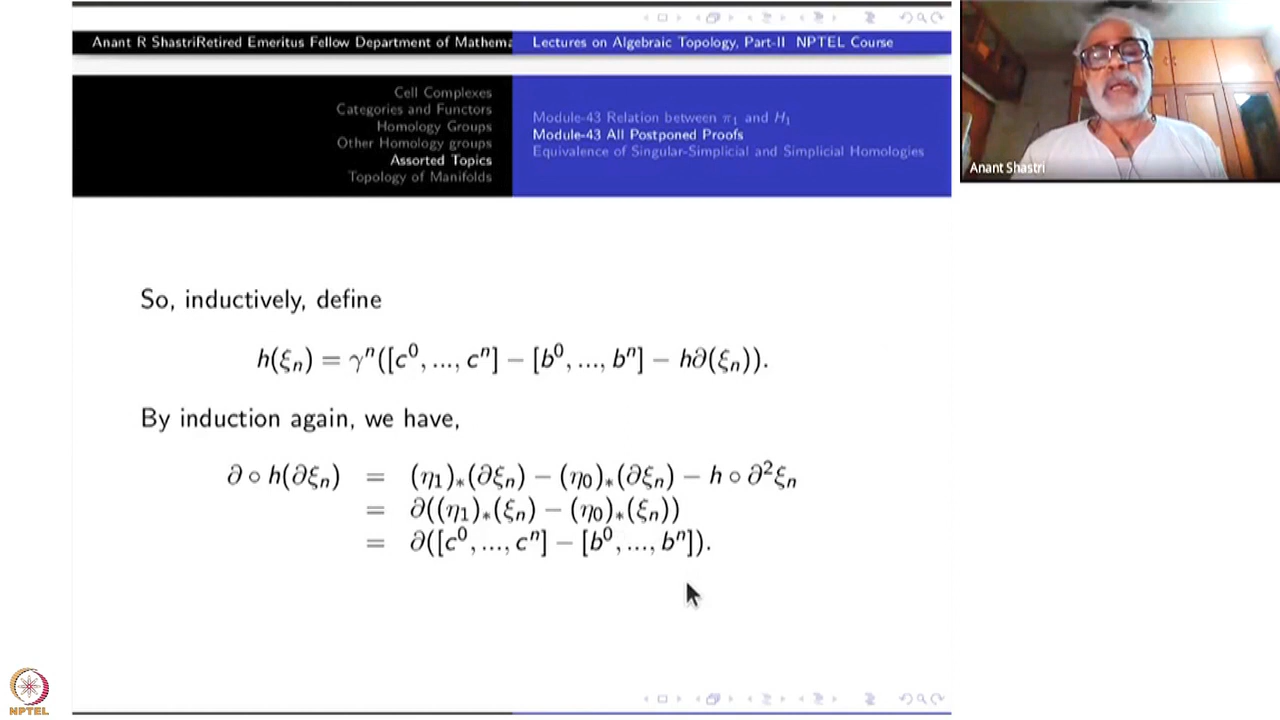 Anant R ShastriRetired Emeritus Fellow Department of Mathema
Lectures on Algebraic Topology, Part-II NPTEL Course
Cell Complexes
Categories and Functors
Homology Groups
Other Homology groups
Assorted Topics
Topology of Manifolds
Module-43 Relation between π₁ and H₁
Module-43 All Postponed Proofs
Equivalence of Singular-Simplicial and Simplicial Homologies
Anant Shastri
So, inductively, define
h(ξₙ) = γⁿ([c⁰, ..., cⁿ] − [b⁰, ..., bⁿ] − h∂(ξₙ)).
By induction again, we have,
∂ ∘ h(∂ξₙ) = (η₁)₊(∂ξₙ) − (η₀)₊(∂ξₙ) − h ∘ ∂²ξₙ
= ∂((η₁)₊(ξₙ) − (η₀)₊(ξₙ))
= ∂([c⁰, ..., cⁿ] − [b⁰, ..., bⁿ]).
NPTEL